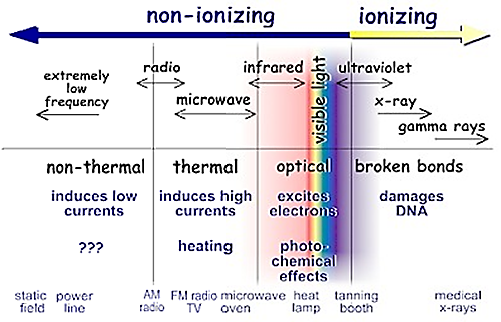 non-ionizing ionizing
radio infrared ultraviolet
extremely
low
frequency
microwave
visible light
x-ray
gamma rays
non-thermal thermal optical broken bonds
induces low induces high excites damages
currents currents electrons DNA
??? heating photo-
chemical
effects
static power AM FM radio microwave heat tanning medical
field line radio TV oven lamp booth x-rays